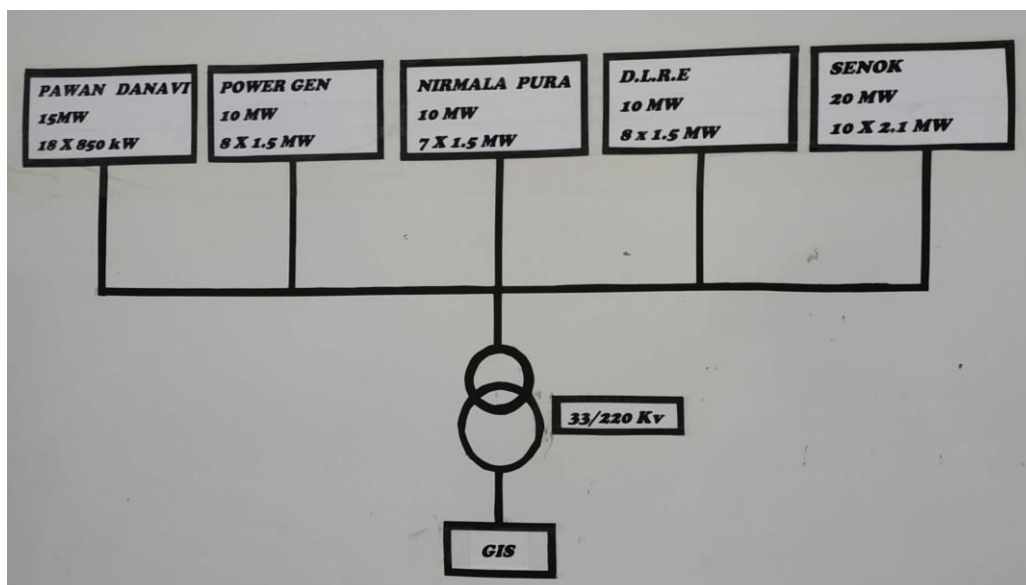 PAWAN DANAVI
15MW
18 X 850 kW
POWER GEN
10 MW
8 X 1.5 MW
NIRMALA PURA
10 MW
7 X 1.5 MW
D.L.R.E
10 MW
8 x 1.5 MW
SENOK
20 MW
10 X 2.1 MW
33/220 Kv
GIS